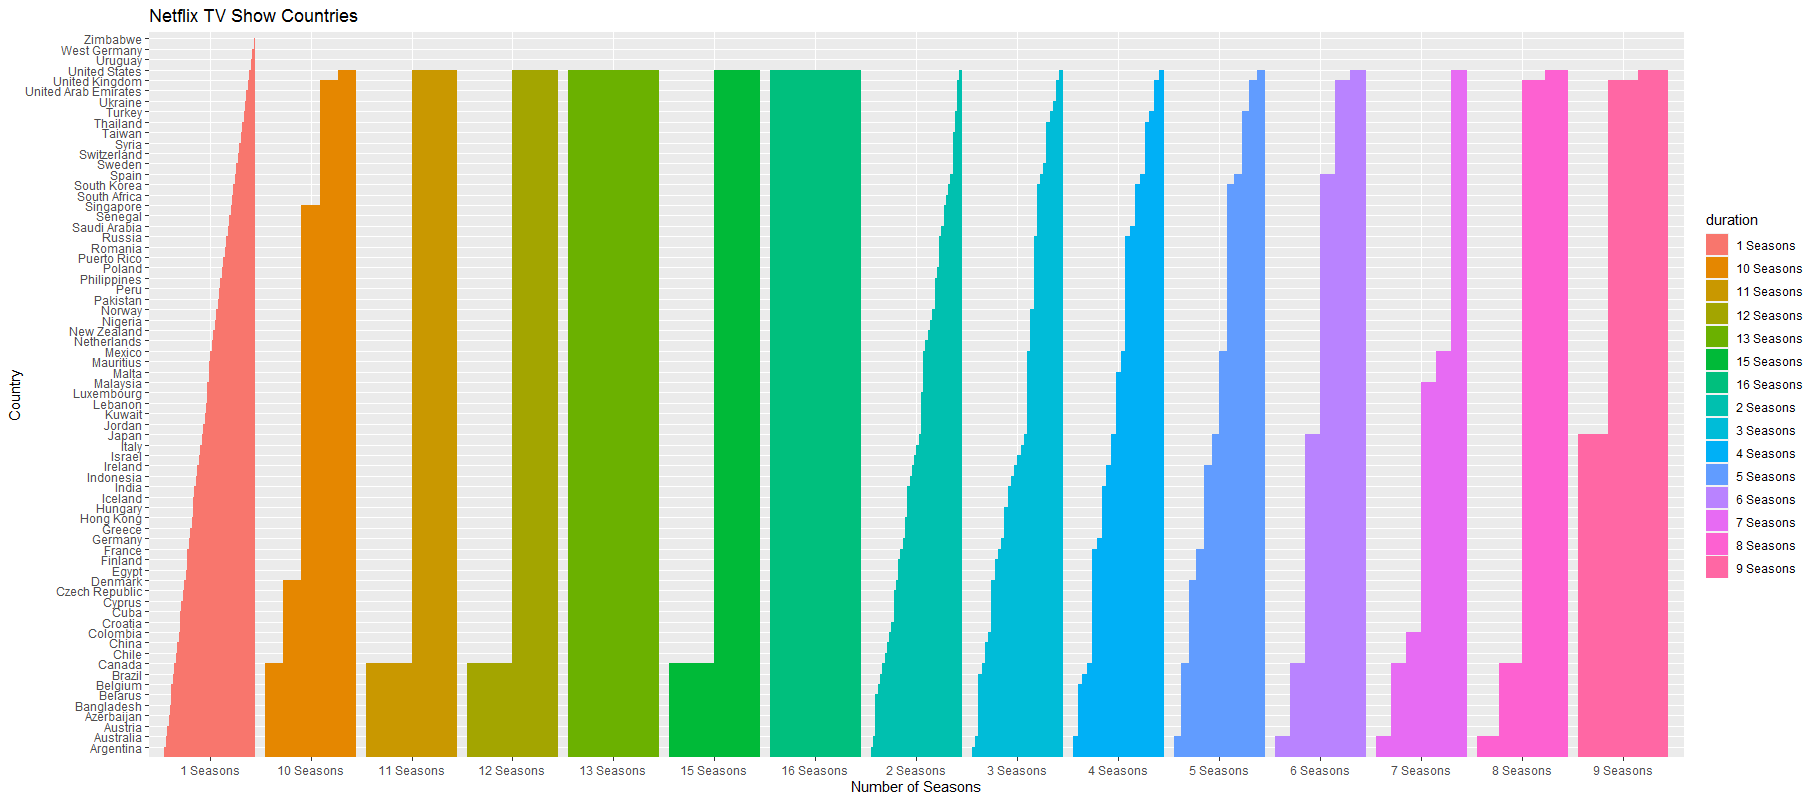 Netflix TV Show Countries
Country
Zimbabwe
West Germany
Uruguay
United States
United Kingdom
United Arab Emirates
Ukraine
Turkey
Thailand
Taiwan
Syria
Switzerland
Sweden
Spain
South Korea
South Africa
Singapore
Senegal
Saudi Arabia
Russia
Romania
Puerto Rico
Poland
Philippines
Peru
Pakistan
Norway
Nigeria
New Zealand
Netherlands
Mexico
Mauritius
Malta
Malaysia
Luxembourg
Lebanon
Kuwait
Jordan
Japan
Italy
Israel
Ireland
Indonesia
India
Iceland
Hungary
Hong Kong
Greece
Germany
France
Finland
Egypt
Denmark
Czech Republic
Cyprus
Cuba
Croatia
Colombia
China
Chile
Canada
Brazil
Belgium
Belarus
Bangladesh
Azerbaijan
Austria
Australia
Argentina
1 Seasons 10 Seasons 11 Seasons 12 Seasons 13 Seasons 15 Seasons 16 Seasons 2 Seasons 3 Seasons 4 Seasons 5 Seasons 6 Seasons 7 Seasons 8 Seasons 9 Seasons
Number of Seasons
duration
1 Seasons
10 Seasons
11 Seasons
12 Seasons
13 Seasons
15 Seasons
16 Seasons
2 Seasons
3 Seasons
4 Seasons
5 Seasons
6 Seasons
7 Seasons
8 Seasons
9 Seasons